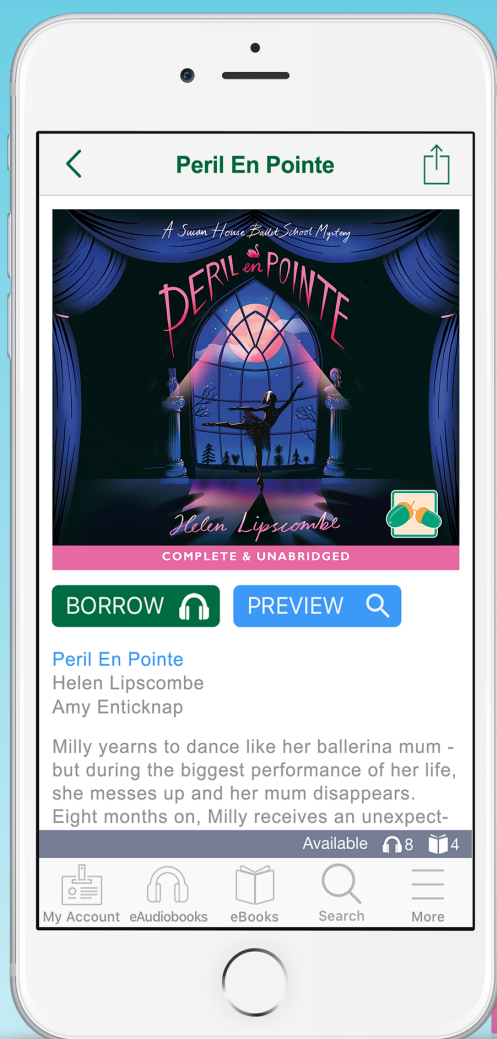 Peril En Pointe
A Swan House Ballet School Mystery
PERIL en POINTE
Helen Lipscombe
COMPLETE & UNABRIDGED
BORROW
PREVIEW
Peril En Pointe
Helen Lipscombe
Amy Enticknap
Milly yearns to dance like her ballerina mum -
but during the biggest performance of her life,
she messes up and her mum disappears.
Eight months on, Milly receives an unexpect-
Available 8 4
My Account eAudiobooks eBooks Search More